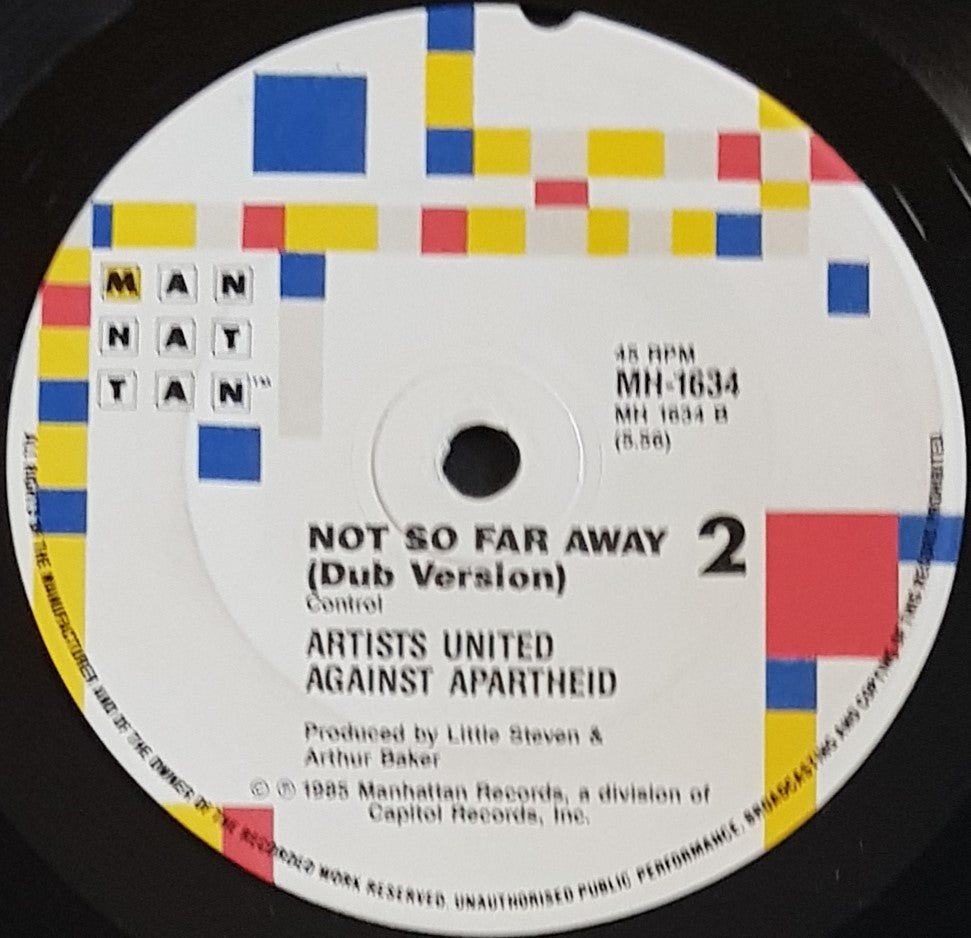 MAN
NAT
TAN™
45 RPM
MH-1634
MH 1634 B
(5.56)
NOT SO FAR AWAY 2
(Dub Version)
Control
ARTISTS UNITED
AGAINST APARTHEID
Produced by Little Steven &
Arthur Baker
© ℗ 1985 Manhattan Records, a division of
Capitol Records, Inc.
ALL RIGHTS OF THE MANUFACTURER AND OF THE OWNER OF THE RECORDED WORK RESERVED. UNAUTHORISED PUBLIC PERFORMANCE, BROADCASTING AND COPYING OF THIS RECORD PROHIBITED